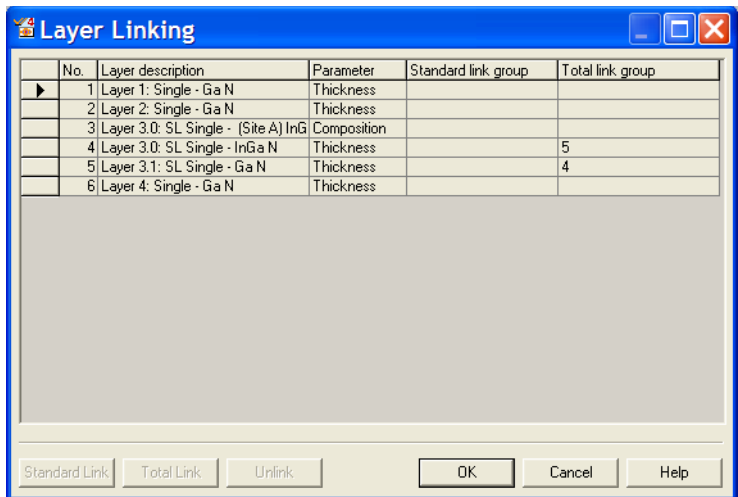 Layer Linking
No. Layer description Parameter Standard link group Total link group
1 Layer 1: Single - Ga N Thickness
2 Layer 2: Single - Ga N Thickness
3 Layer 3.0: SL Single - (Site A) InG Composition
4 Layer 3.0: SL Single - InGa N Thickness 5
5 Layer 3.1: SL Single - Ga N Thickness 4
6 Layer 4: Single - Ga N Thickness
Standard Link Total Link Unlink OK Cancel Help